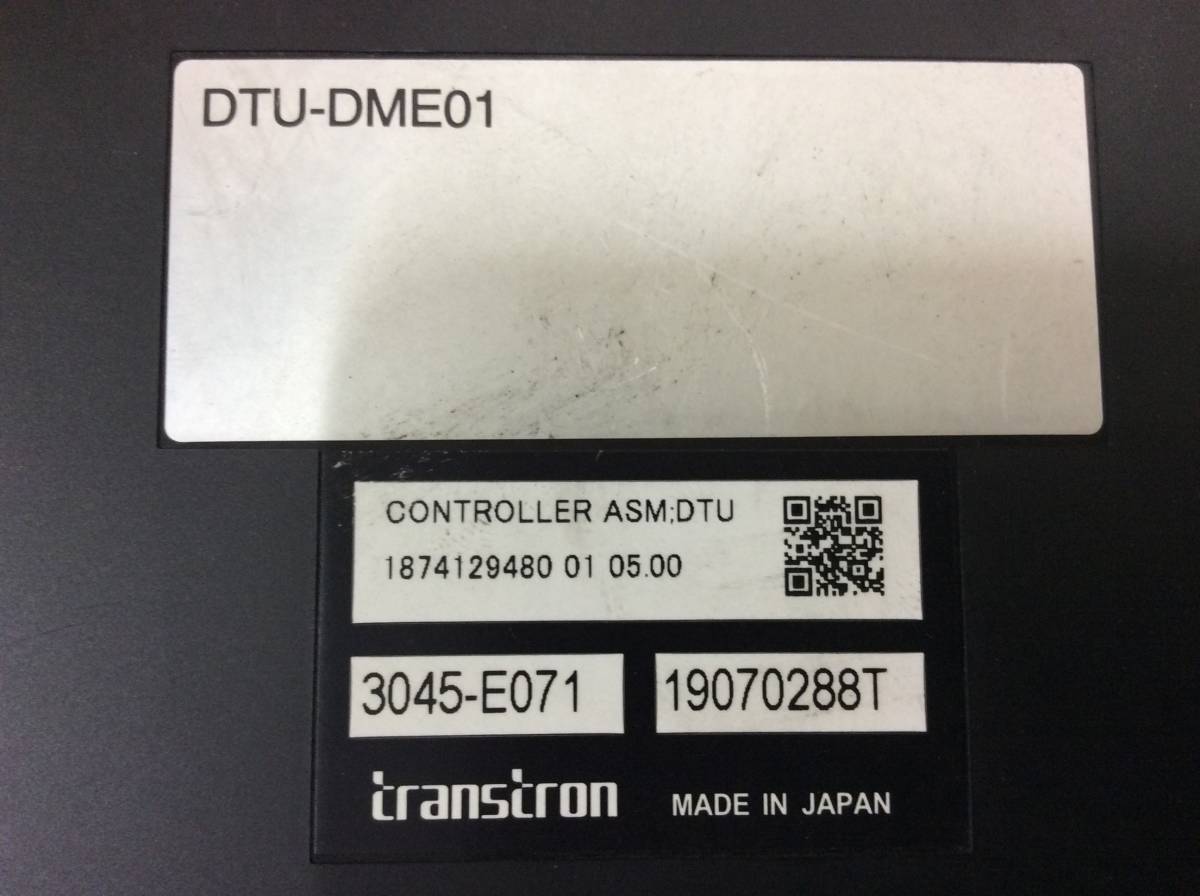 DTU-DME01
CONTROLLER ASM;DTU
1874129480 01 05.00
3045-E071
19070288T
transtron
MADE IN JAPAN